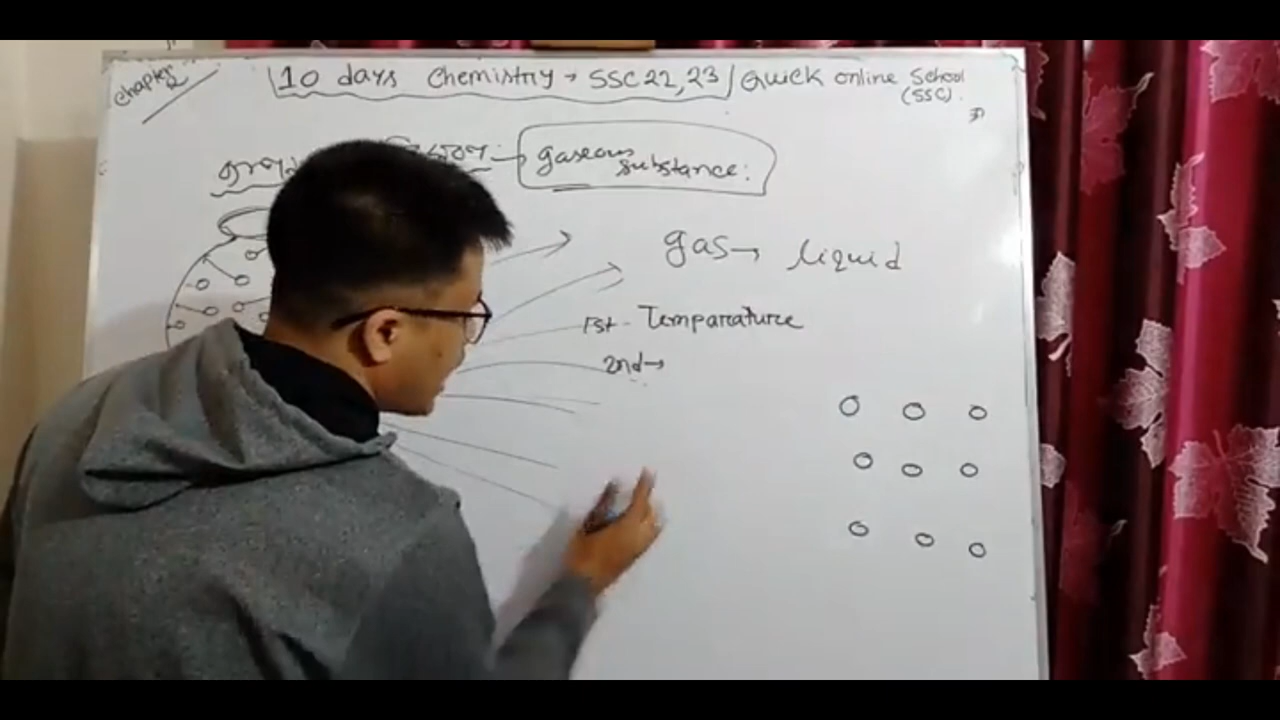 Chapter 2
10 days Chemistry → SSC 22, 23 / Quick online School
(SSC).
gaseous
substance:
gas → liquid
1st - Temparature
2nd →